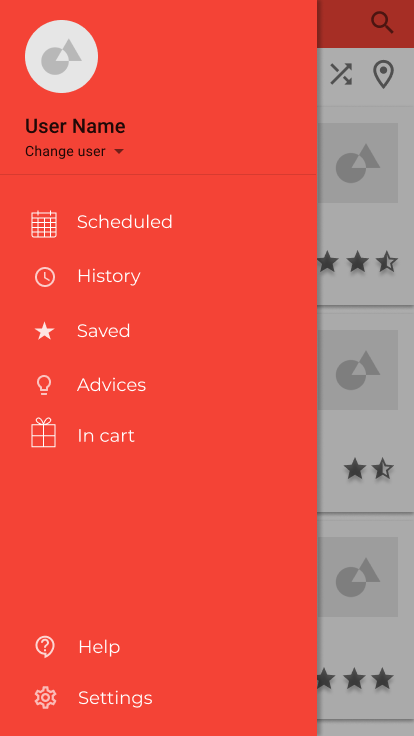 User Name
Change user
Scheduled
History
Saved
Advices
In cart
Help
Settings